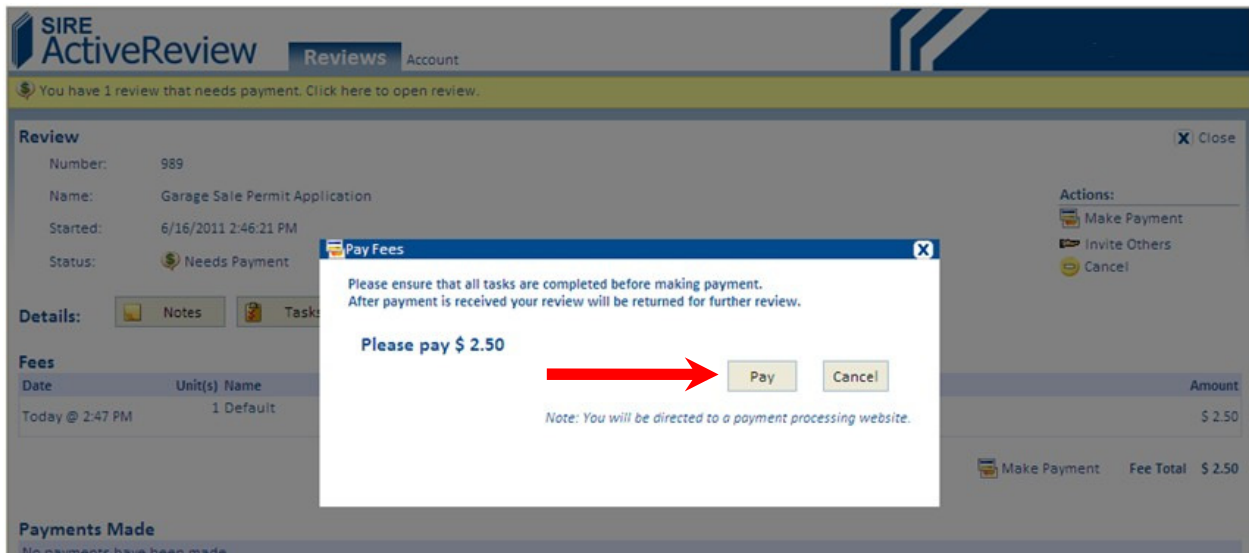 SIRE
ActiveReview
Reviews Account
You have 1 review that needs payment. Click here to open review.
Review
Close
Number: 989
Name: Garage Sale Permit Application
Actions:
Make Payment
Started: 6/16/2011 2:46:21 PM
Invite Others
Status: Needs Payment
Cancel
Pay Fees
Please ensure that all tasks are completed before making payment.
After payment is received your review will be returned for further review.
Details: Notes Tasks
Please pay $ 2.50
Pay Cancel
Note: You will be directed to a payment processing website.
Fees
Date Unit(s) Name Amount
Today @ 2:47 PM 1 Default $ 2.50
Make Payment Fee Total $ 2.50
Payments Made
No payments have been made